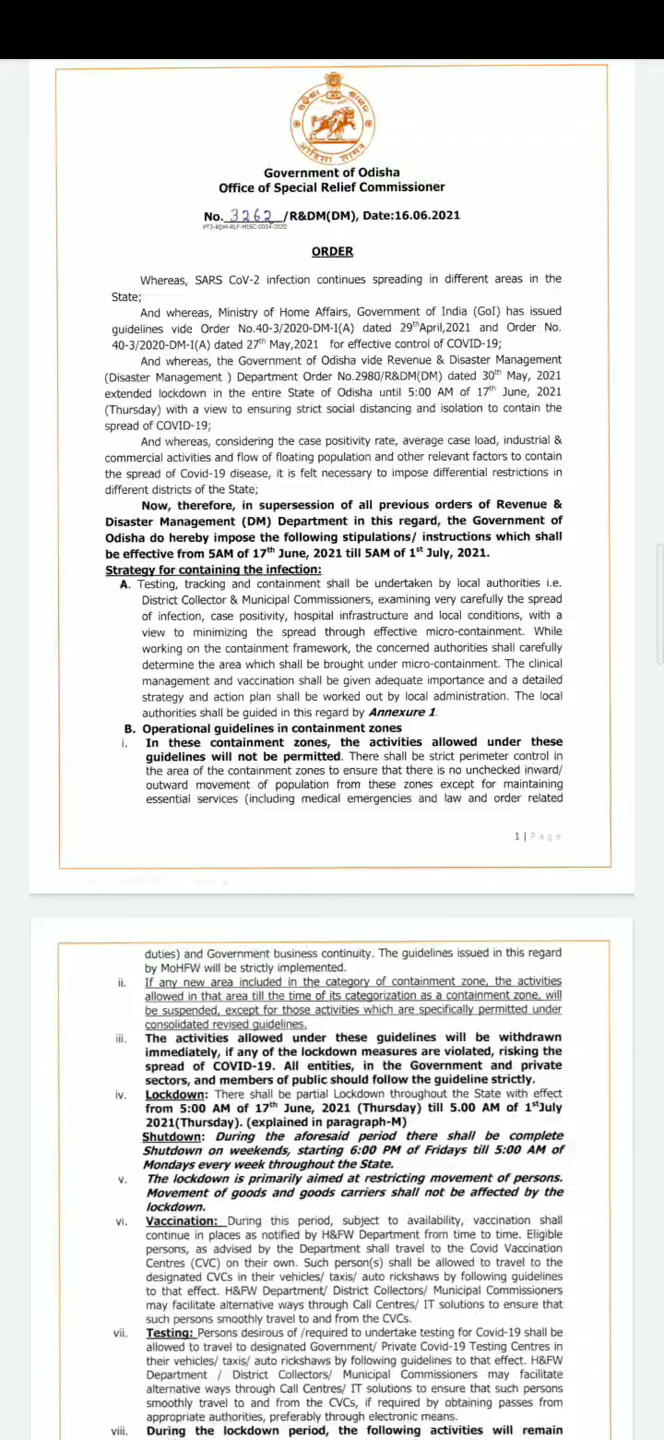 ओडिशा शासन
Government of Odisha
Office of Special Relief Commissioner
No. 3262 /R&DM(DM), Date:16.06.2021
PT2-RDM-RLF-MISC-0034-2020
ORDER
Whereas, SARS CoV-2 infection continues spreading in different areas in the
State;
And whereas, Ministry of Home Affairs, Government of India (GoI) has issued
guidelines vide Order No.40-3/2020-DM-I(A) dated 29thApril,2021 and Order No.
40-3/2020-DM-I(A) dated 27th May,2021 for effective control of COVID-19;
And whereas, the Government of Odisha vide Revenue & Disaster Management
(Disaster Management ) Department Order No.2980/R&DM(DM) dated 30th May, 2021
extended lockdown in the entire State of Odisha until 5:00 AM of 17th June, 2021
(Thursday) with a view to ensuring strict social distancing and isolation to contain the
spread of COVID-19;
And whereas, considering the case positivity rate, average case load, industrial &
commercial activities and flow of floating population and other relevant factors to contain
the spread of Covid-19 disease, it is felt necessary to impose differential restrictions in
different districts of the State;
Now, therefore, in supersession of all previous orders of Revenue &
Disaster Management (DM) Department in this regard, the Government of
Odisha do hereby impose the following stipulations/ instructions which shall
be effective from 5AM of 17th June, 2021 till 5AM of 1st July, 2021.
Strategy for containing the infection:
A. Testing, tracking and containment shall be undertaken by local authorities i.e.
District Collector & Municipal Commissioners, examining very carefully the spread
of infection, case positivity, hospital infrastructure and local conditions, with a
view to minimizing the spread through effective micro-containment. While
working on the containment framework, the concerned authorities shall carefully
determine the area which shall be brought under micro-containment. The clinical
management and vaccination shall be given adequate importance and a detailed
strategy and action plan shall be worked out by local administration. The local
authorities shall be guided in this regard by Annexure 1.
B. Operational guidelines in containment zones
i. In these containment zones, the activities allowed under these
guidelines will not be permitted. There shall be strict perimeter control in
the area of the containment zones to ensure that there is no unchecked inward/
outward movement of population from these zones except for maintaining
essential services (including medical emergencies and law and order related
1 | Page
duties) and Government business continuity. The guidelines issued in this regard
by MoHFW will be strictly implemented.
ii. If any new area included in the category of containment zone, the activities
allowed in that area till the time of its categorization as a containment zone, will
be suspended, except for those activities which are specifically permitted under
consolidated revised guidelines.
iii. The activities allowed under these guidelines will be withdrawn
immediately, if any of the lockdown measures are violated, risking the
spread of COVID-19. All entities, in the Government and private
sectors, and members of public should follow the guideline strictly.
iv. Lockdown: There shall be partial Lockdown throughout the State with effect
from 5:00 AM of 17th June, 2021 (Thursday) till 5.00 AM of 1stJuly
2021(Thursday). (explained in paragraph-M)
Shutdown: During the aforesaid period there shall be complete
Shutdown on weekends, starting 6:00 PM of Fridays till 5:00 AM of
Mondays every week throughout the State.
v. The lockdown is primarily aimed at restricting movement of persons.
Movement of goods and goods carriers shall not be affected by the
lockdown.
vi. Vaccination: During this period, subject to availability, vaccination shall
continue in places as notified by H&FW Department from time to time. Eligible
persons, as advised by the Department shall travel to the Covid Vaccination
Centres (CVC) on their own. Such person(s) shall be allowed to travel to the
designated CVCs in their vehicles/ taxis/ auto rickshaws by following guidelines
to that effect. H&FW Department/ District Collectors/ Municipal Commissioners
may facilitate alternative ways through Call Centres/ IT solutions to ensure that
such persons smoothly travel to and from the CVCs.
vii. Testing: Persons desirous of /required to undertake testing for Covid-19 shall be
allowed to travel to designated Government/ Private Covid-19 Testing Centres in
their vehicles/ taxis/ auto rickshaws by following guidelines to that effect. H&FW
Department / District Collectors/ Municipal Commissioners may facilitate
alternative ways through Call Centres/ IT solutions to ensure that such persons
smoothly travel to and from the CVCs, if required by obtaining passes from
appropriate authorities, preferably through electronic means.
viii. During the lockdown period, the following activities will remain